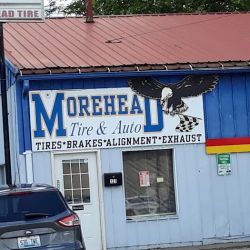 AD TIRE
MOREHEAD
Tire & Auto
TIRES*BRAKES*ALIGNMENT*EXHAUST